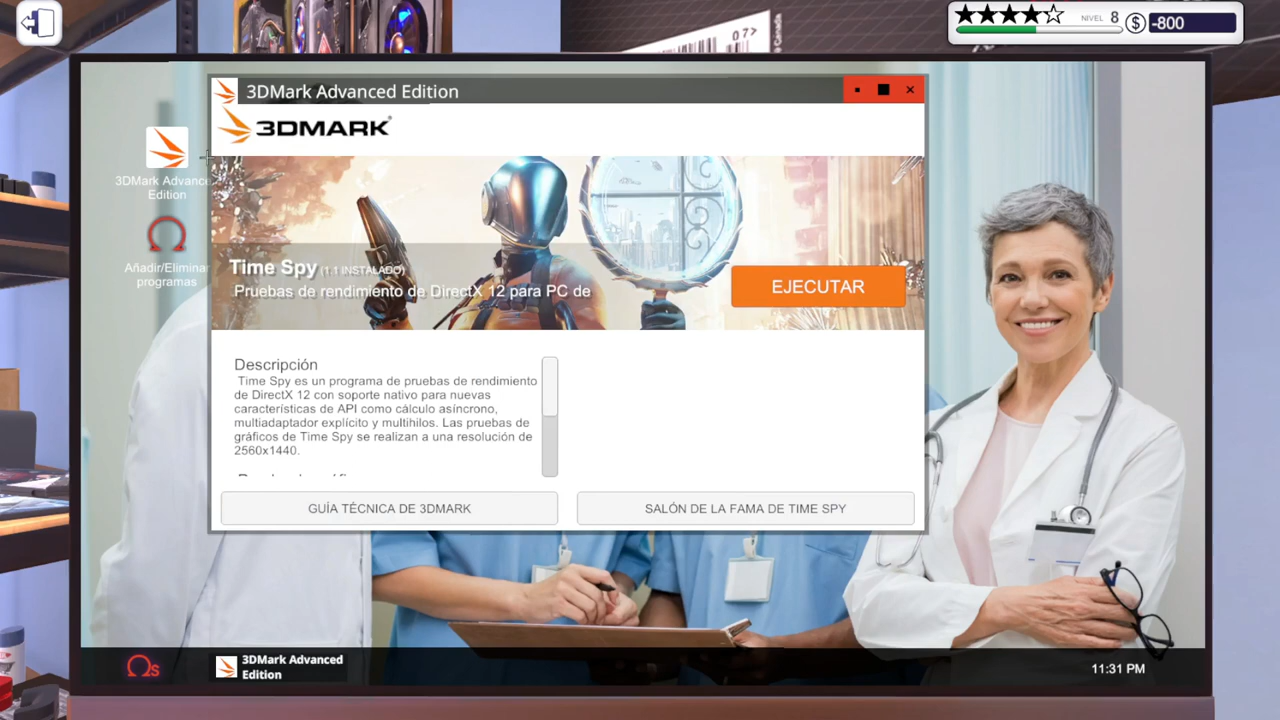 NIVEL 8
$ -800
07>
Canada
3DMark Advanced Edition
3DMARK
3DMark Advance
Edition
Añadir/Eliminar
programas
Time Spy (1.1 INSTALADO)
Pruebas de rendimiento de DirectX 12 para PC de
EJECUTAR
Descripción
Time Spy es un programa de pruebas de rendimiento
de DirectX 12 con soporte nativo para nuevas
características de API como cálculo asíncrono,
multiadaptador explícito y multihilos. Las pruebas de
gráficos de Time Spy se realizan a una resolución de
2560x1440.
GUÍA TÉCNICA DE 3DMARK
SALÓN DE LA FAMA DE TIME SPY
Ωs
3DMark Advanced
Edition
11:31 PM